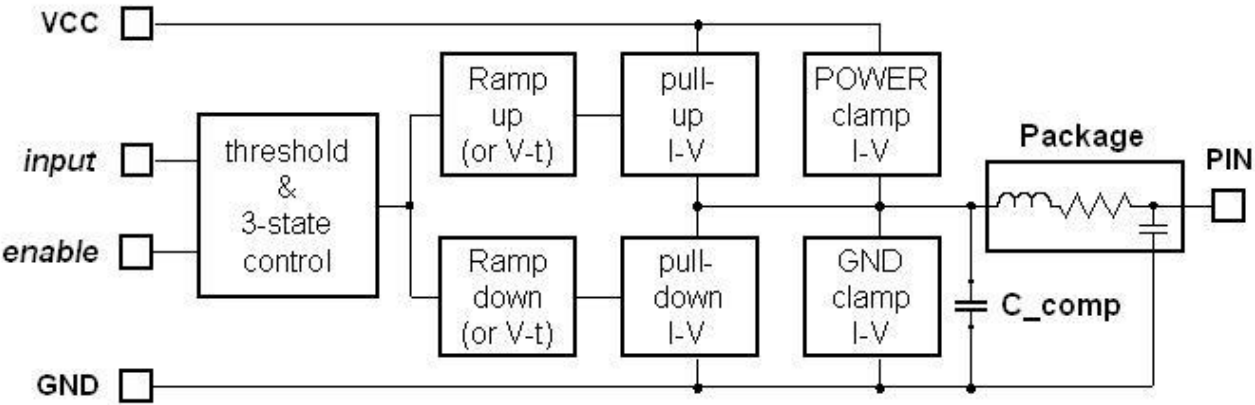 VCC
Ramp
up
(or V-t)
pull-
up
I-V
POWER
clamp
I-V
Package
PIN
input
threshold
&
3-state
control
enable
Ramp
down
(or V-t)
pull-
down
I-V
GND
clamp
I-V
C_comp
GND